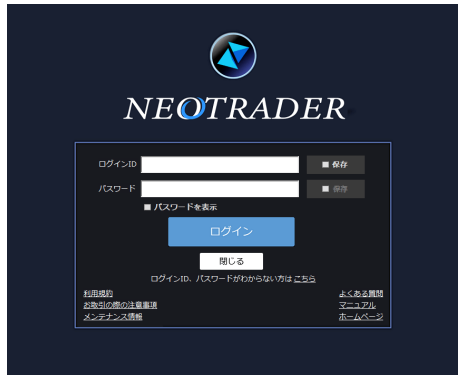 NEOTRADER
ログインID
■ 保存
パスワード
■ 保存
■ パスワードを表示
ログイン
閉じる
ログインID、パスワードがわからない方は こちら
利用規約 よくある質問
お取引の際の注意事項 マニュアル
メンテナンス情報 ホームページ